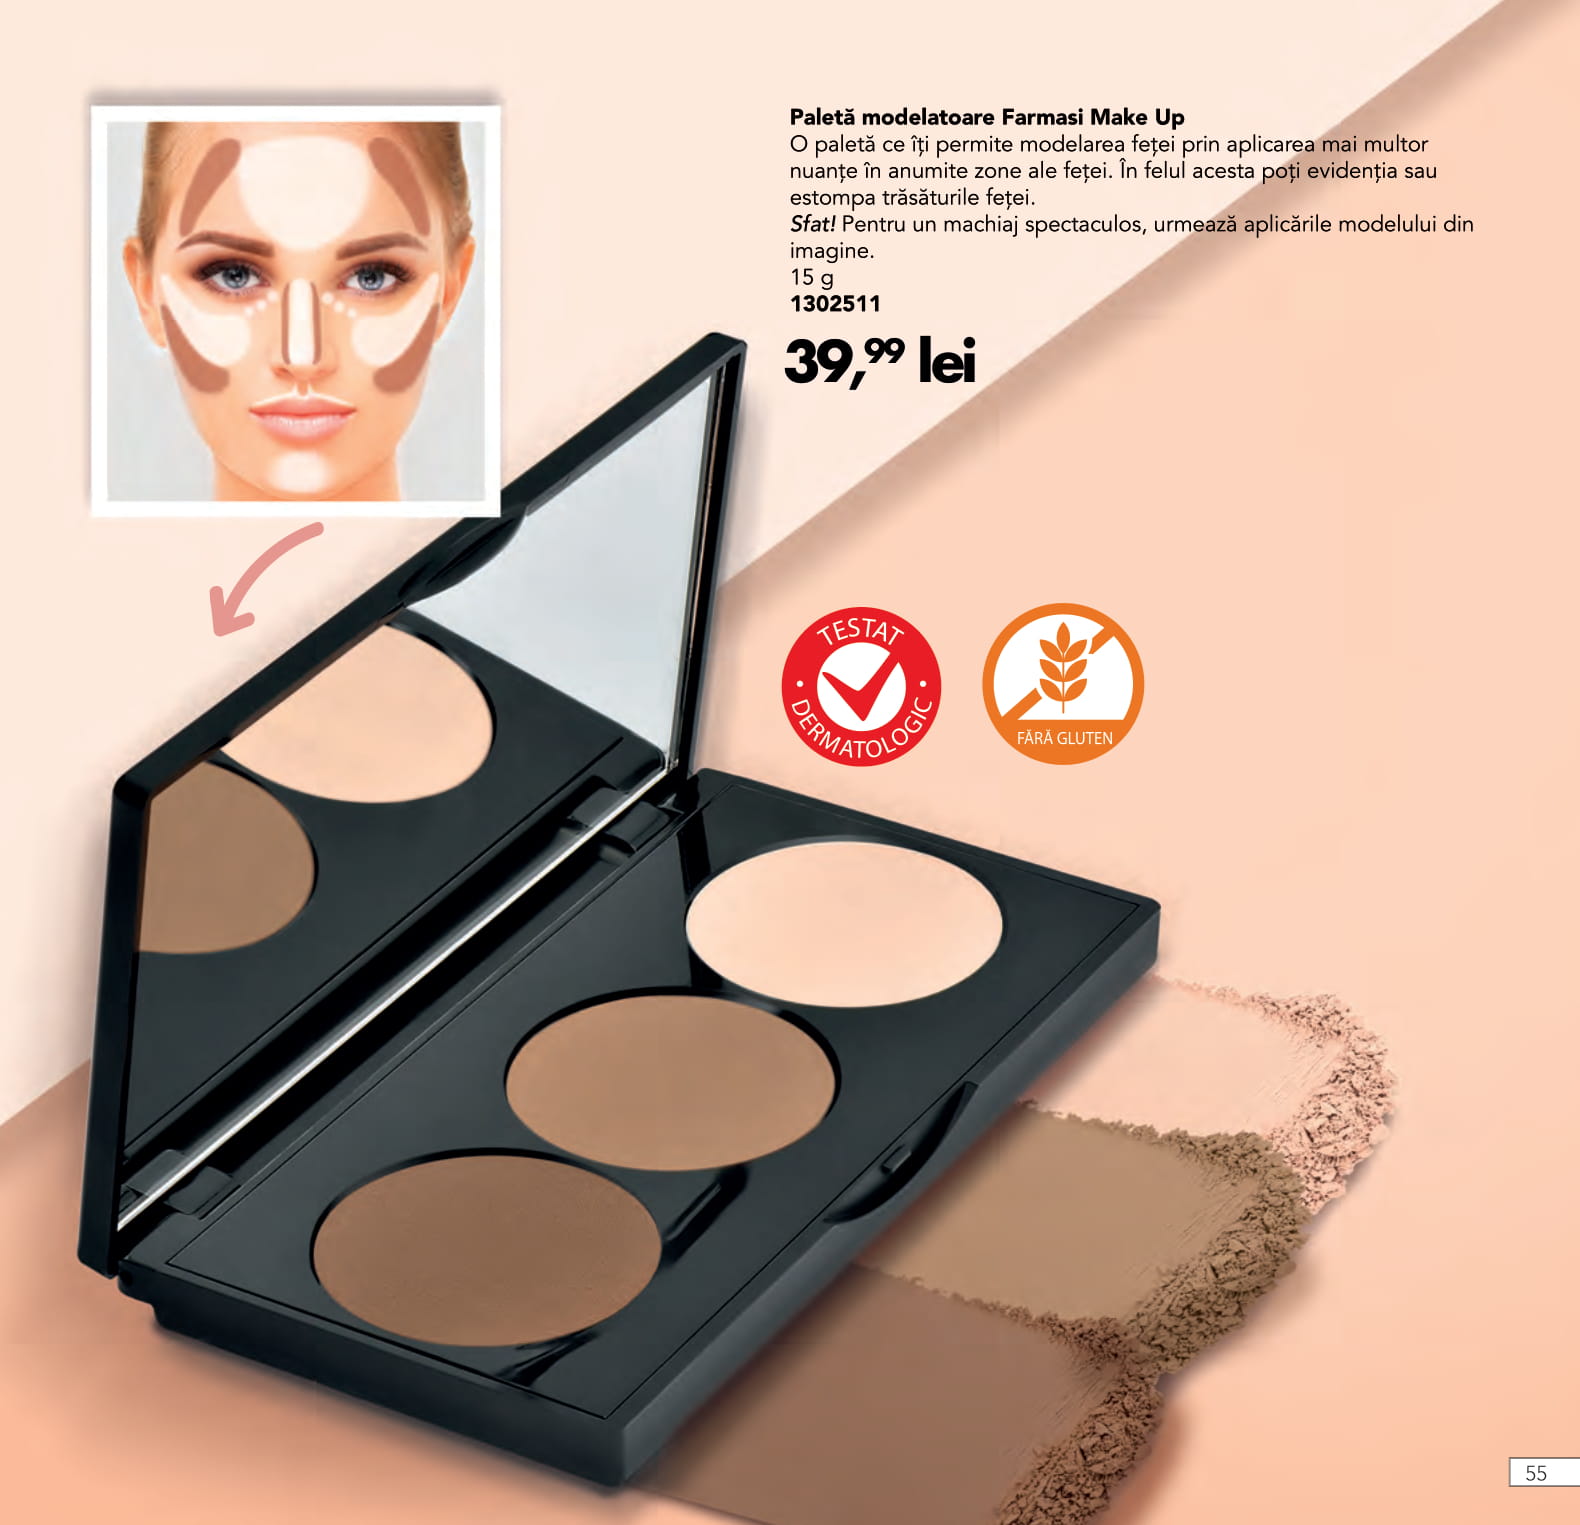 Paletă modelatoare Farmasi Make Up
O paletă ce îți permite modelarea feței prin aplicarea mai multor
nuanțe în anumite zone ale feței. În felul acesta poți evidenția sau
estompa trăsăturile feței.
Sfat! Pentru un machiaj spectaculos, urmează aplicările modelului din
imagine.
15 g
1302511
39,99 lei
TESTAT
DERMATOLOGIC
FĂRĂ GLUTEN
55